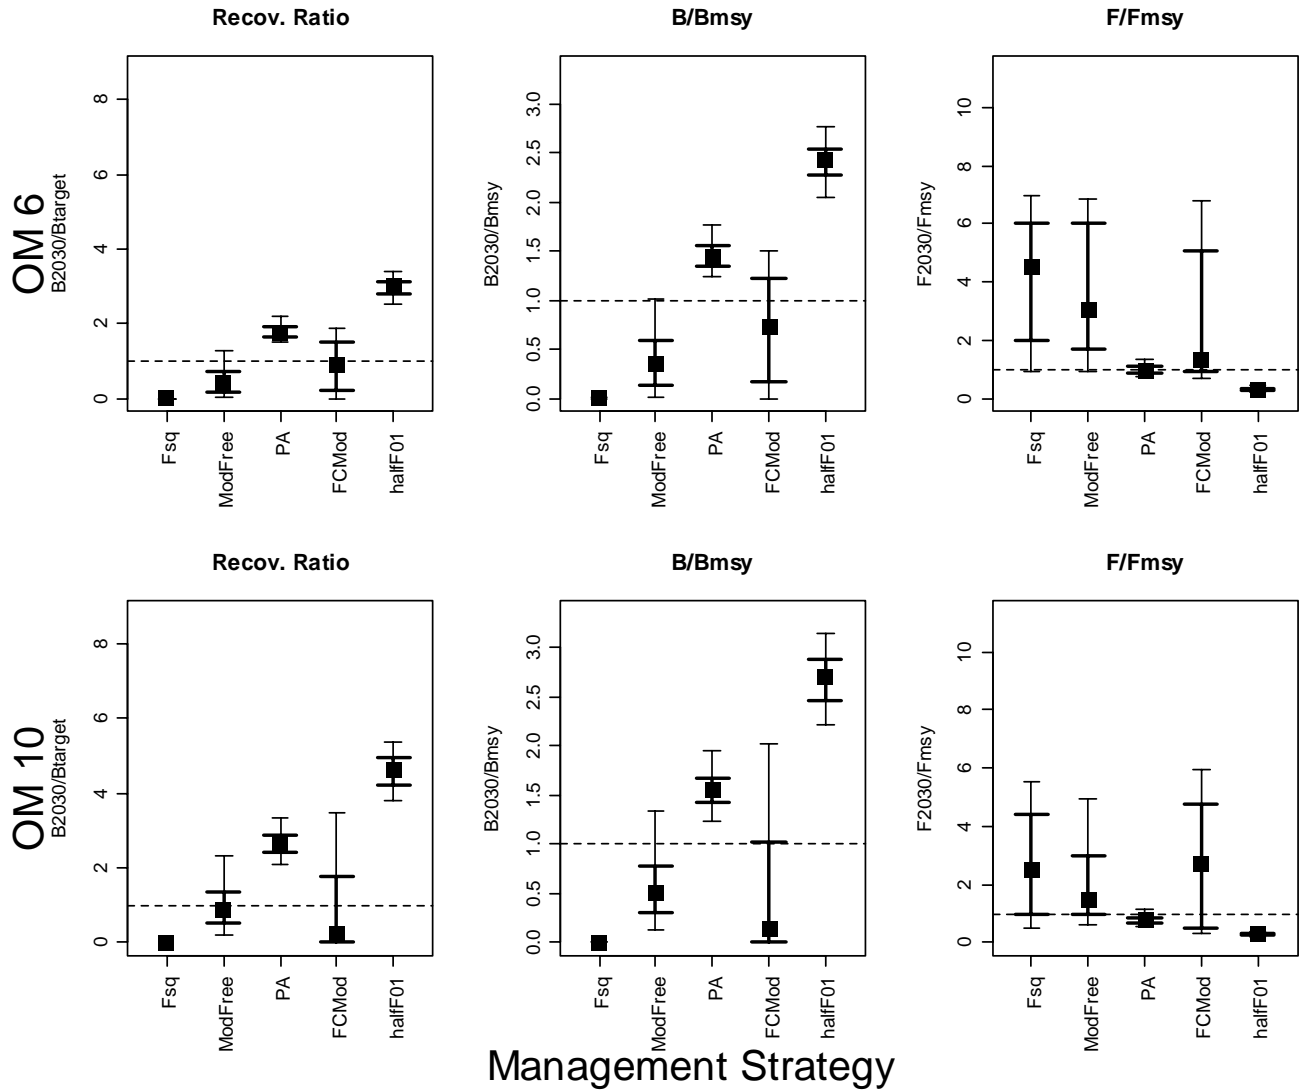 Recov. Ratio
B/Bmsy
F/Fmsy
OM 6
B2030/Btarget
0 2 4 6 8
Fsq ModFree PA FCMod halfF01
B2030/Bmsy
0.0 0.5 1.0 1.5 2.0 2.5 3.0
Fsq ModFree PA FCMod halfF01
F2030/Fmsy
0 2 4 6 8 10
Fsq ModFree PA FCMod halfF01
Recov. Ratio
B/Bmsy
F/Fmsy
OM 10
B2030/Btarget
0 2 4 6 8
Fsq ModFree PA FCMod halfF01
B2030/Bmsy
0.0 0.5 1.0 1.5 2.0 2.5 3.0
Fsq ModFree PA FCMod halfF01
F2030/Fmsy
0 2 4 6 8 10
Fsq ModFree PA FCMod halfF01
Management Strategy